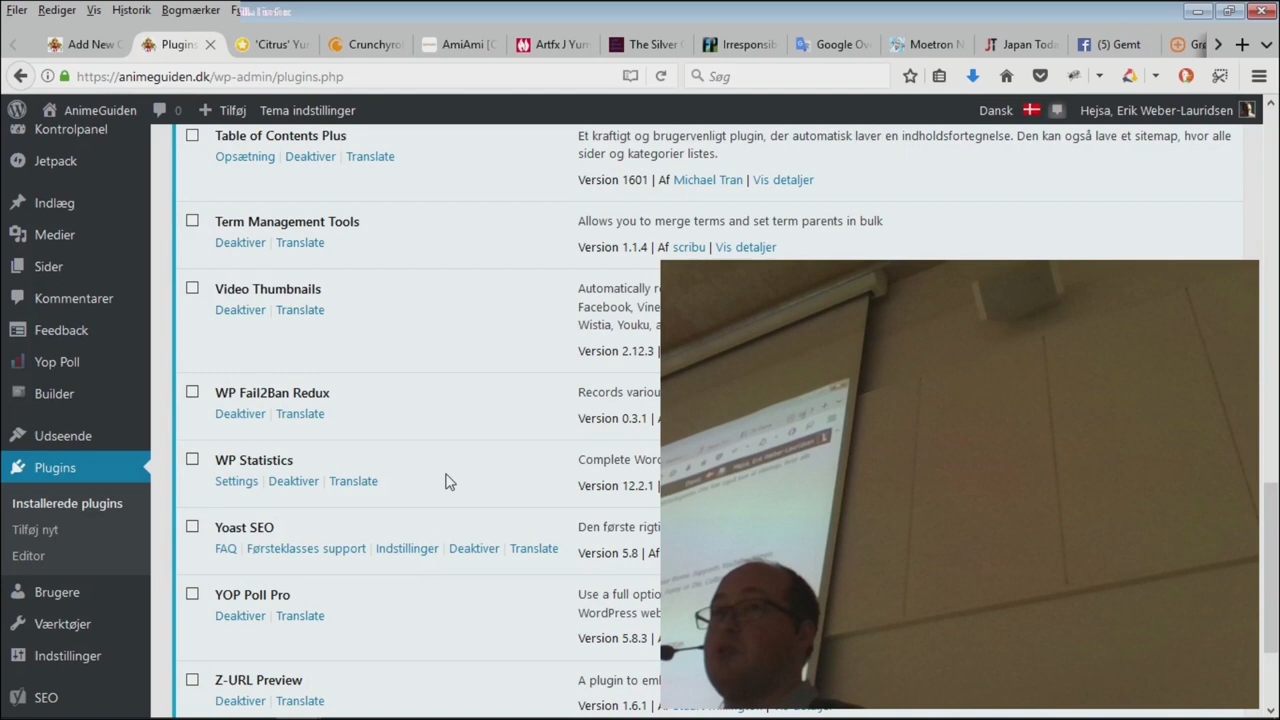 Filer Rediger Vis Historik Bogmærker
Add New Plugins 'Citus' Yu Crunchyro AmiAmi [C Artfx J Yum The Silver Irresponsib Google Ov Moetron N Japan Toda (5) Gemt
https://animeguiden.dk/wp-admin/plugins.php Søg
AnimeGuiden 0 Tilføj Tema indstillinger Dansk Hejsa, Erik Weber-Lauridsen
Kontrolpanel
Jetpack
Indlæg
Medier
Sider
Kommentarer
Feedback
Yop Poll
Builder
Udseende
Plugins
Installerede plugins
Tilføj nyt
Editor
Brugere
Værktøjer
Indstillinger
SEO
Table of Contents Plus
Opsætning | Deaktiver | Translate
Et kraftigt og brugervenligt plugin, der automatisk laver en indholdsfortegnelse. Den kan også lave et sitemap, hvor alle
sider og kategorier listes.
Version 1601 | Af Michael Tran | Vis detaljer
Term Management Tools
Deaktiver | Translate
Allows you to merge terms and set term parents in bulk
Version 1.1.4 | Af scribu | Vis detaljer
Video Thumbnails
Deaktiver | Translate
Automatically r
Facebook, Vine
Wistia, Youku, a
Version 2.12.3 |
WP Fail2Ban Redux
Deaktiver | Translate
Records variou
Version 0.3.1 |
WP Statistics
Settings | Deaktiver | Translate
Complete Word
Version 12.2.1
Yoast SEO
FAQ | Førsteklasses support | Indstillinger | Deaktiver | Translate
Den første rigti
Version 5.8 | Af
YOP Poll Pro
Deaktiver | Translate
Use a full optio
WordPress web
Version 5.8.3 |
Z-URL Preview
Deaktiver | Translate
A plugin to emb
Version 1.6.1 |